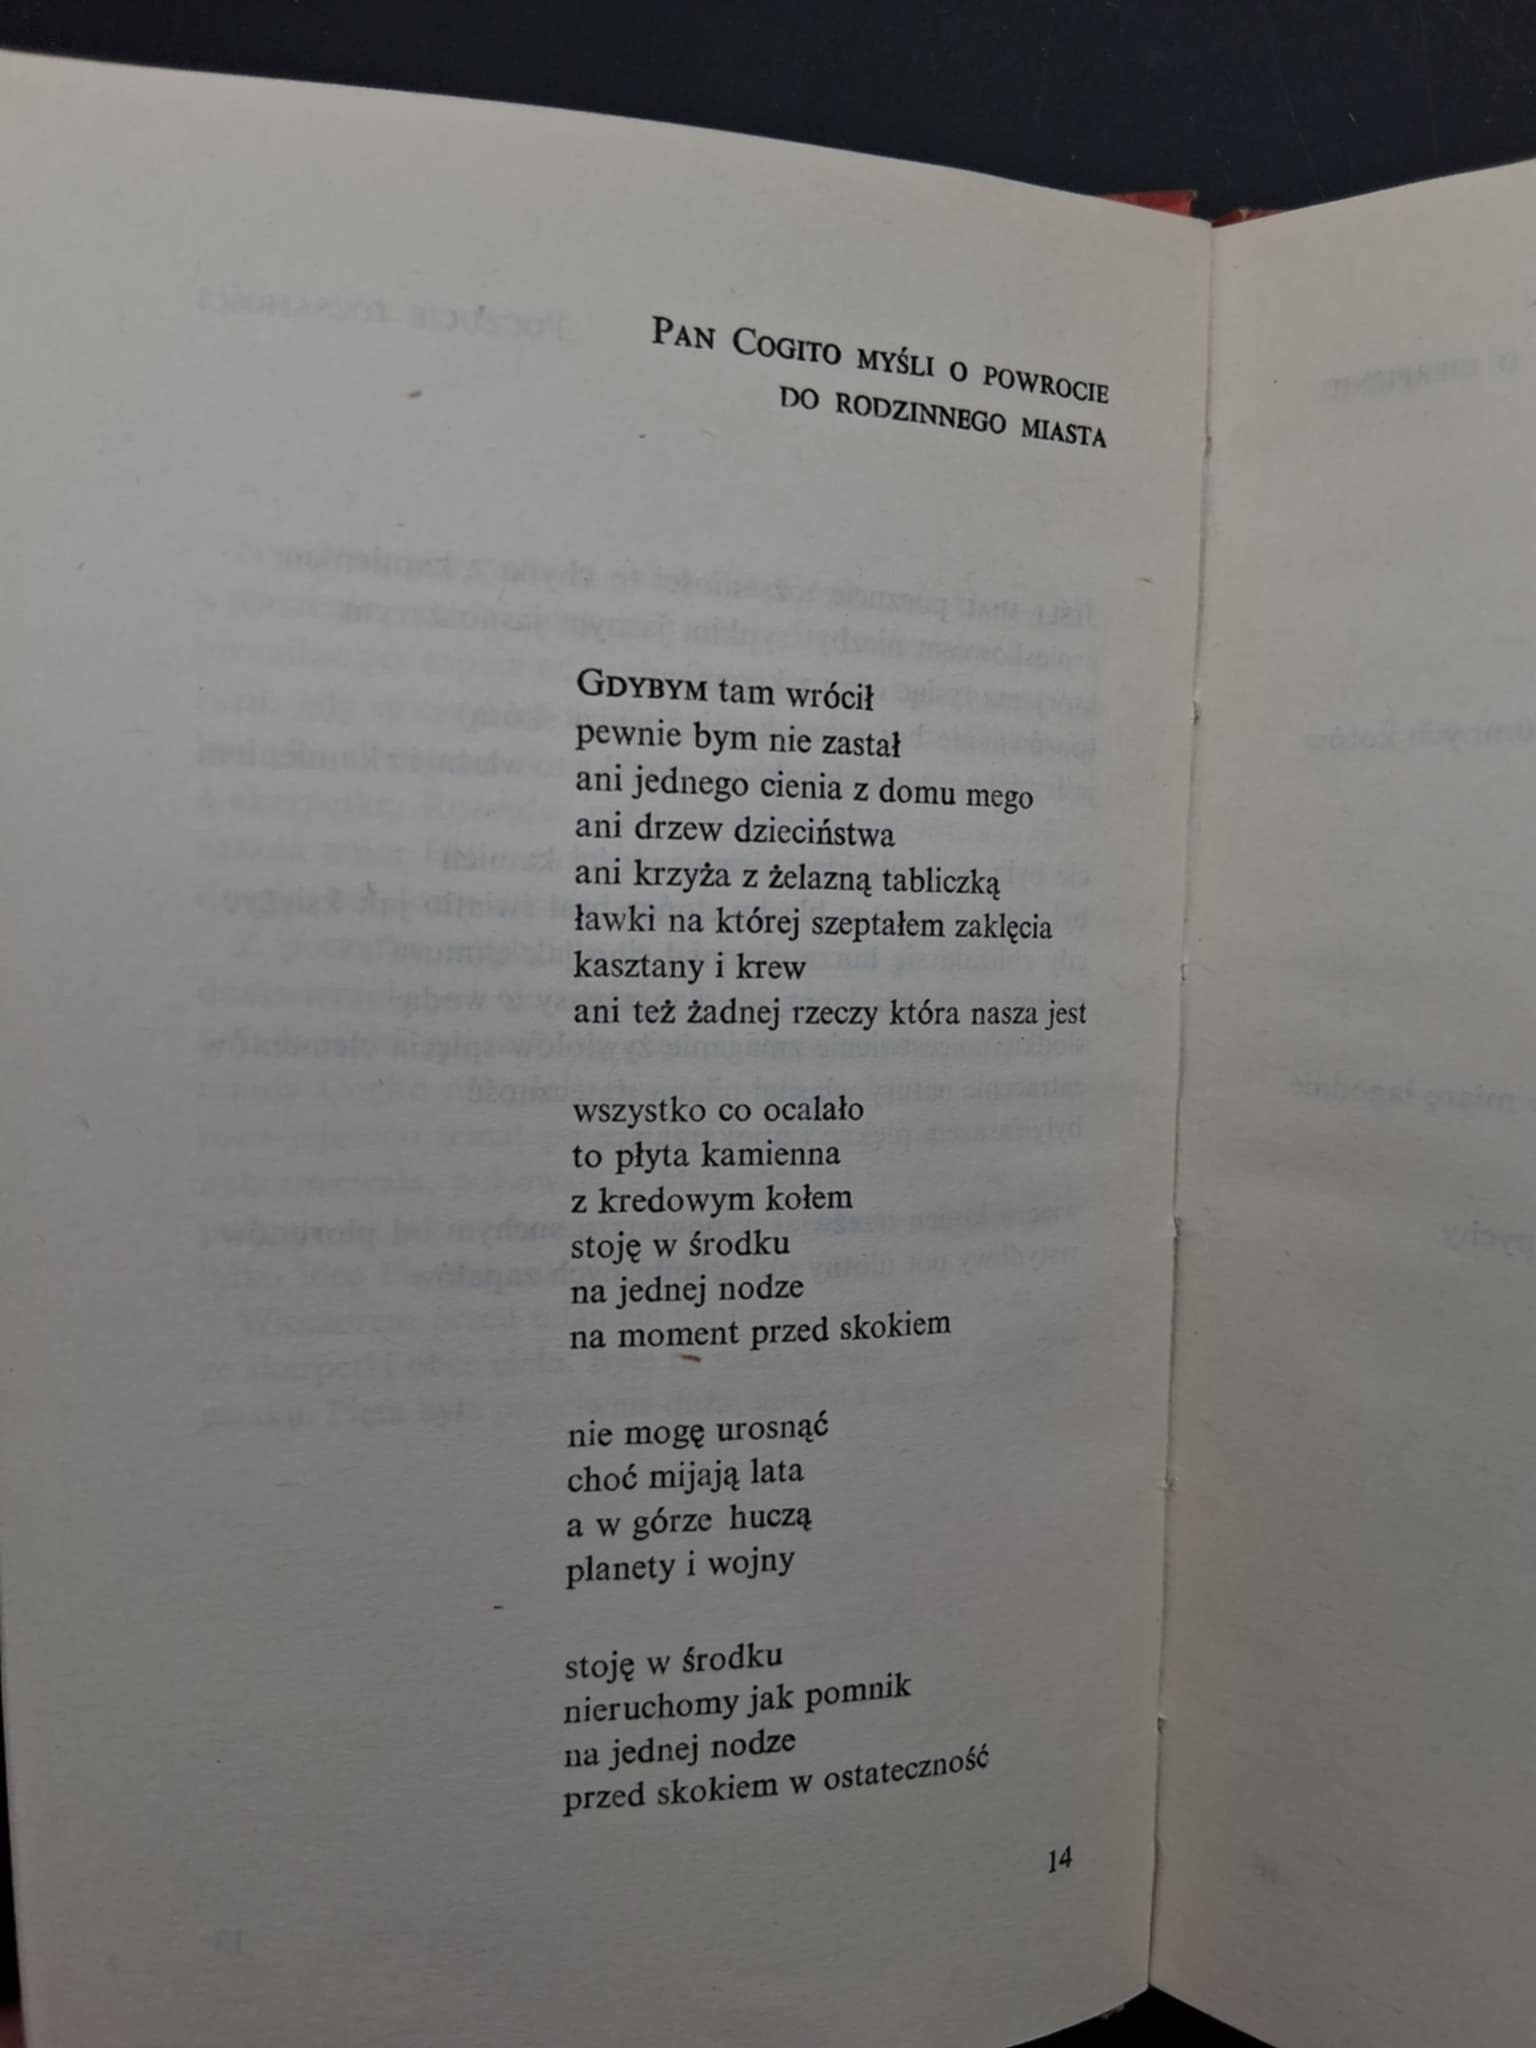 PAN COGITO MYŚLI O POWROCIE
DO RODZINNEGO MIASTA
GDYBYM tam wrócił
pewnie bym nie zastał
ani jednego cienia z domu mego
ani drzew dzieciństwa
ani krzyża z żelazną tabliczką
ławki na której szeptałem zaklęcia
kasztany i krew
ani też żadnej rzeczy która nasza jest
wszystko co ocalało
to płyta kamienna
z kredowym kołem
stoję w środku
na jednej nodze
na moment przed skokiem
nie mogę urosnąć
choć mijają lata
a w górze huczą
planety i wojny
stoję w środku
nieruchomy jak pomnik
na jednej nodze
przed skokiem w ostateczność
14